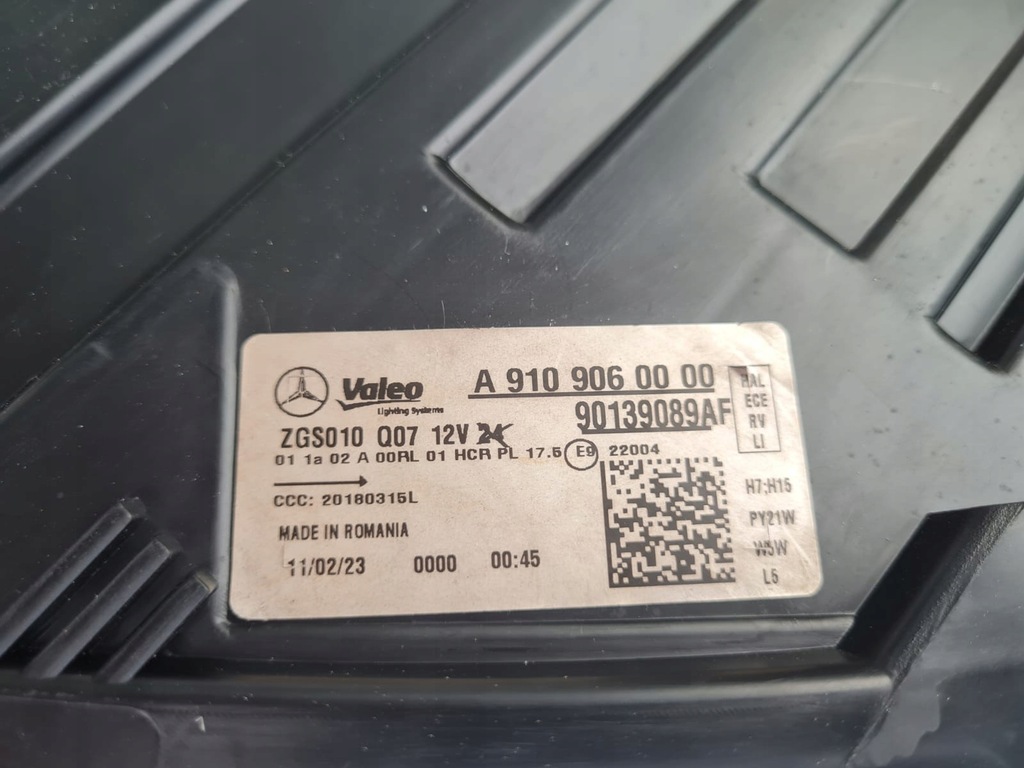 Valeo
Lighting Systems
A 910 906 00 00
90139089AF
HAL
ECE
RV
LI
ZGS010 Q07 12V 24
01 1a 02 A 00RL 01 HCR PL 17.5 E9 22004
CCC: 20180315L
MADE IN ROMANIA
11/02/23 0000 00:45
H7;H15
PY21W
W5W
L5